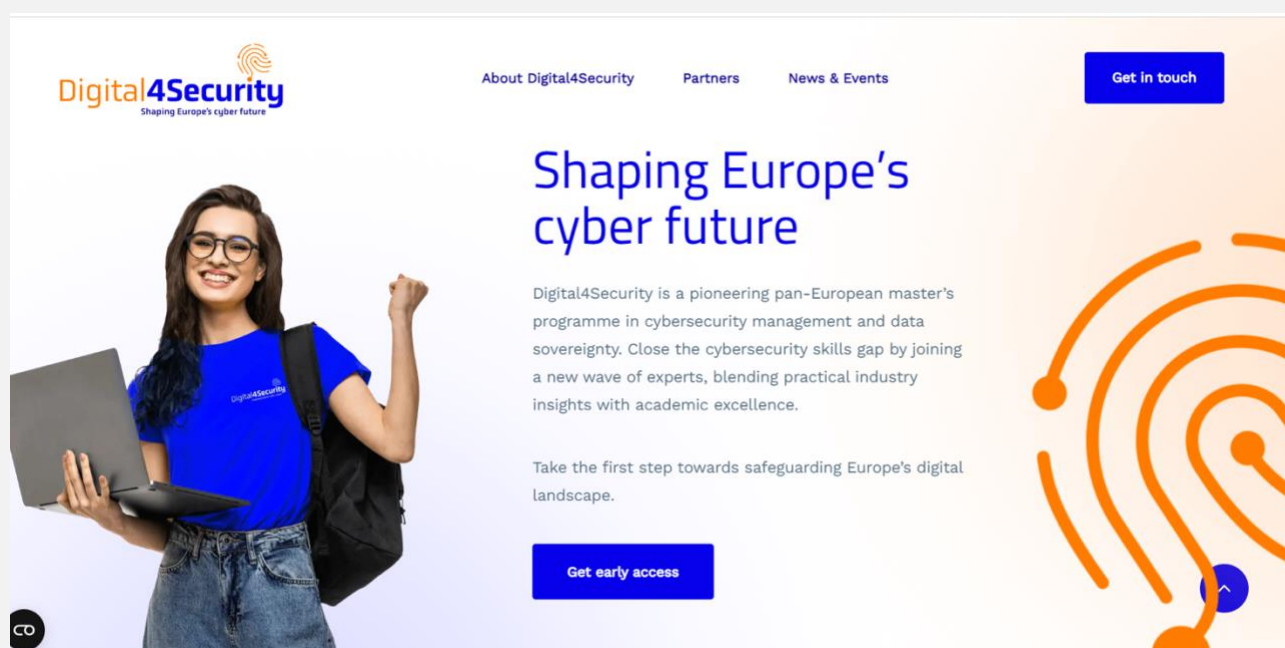 Digital4Security
Shaping Europe's cyber future
About Digital4Security
Partners
News & Events
Get in touch
Shaping Europe's
cyber future
Digital4Security is a pioneering pan-European master's
programme in cybersecurity management and data
sovereignty. Close the cybersecurity skills gap by joining
a new wave of experts, blending practical industry
insights with academic excellence.
Take the first step towards safeguarding Europe's digital
landscape.
Get early access
Digital4Security